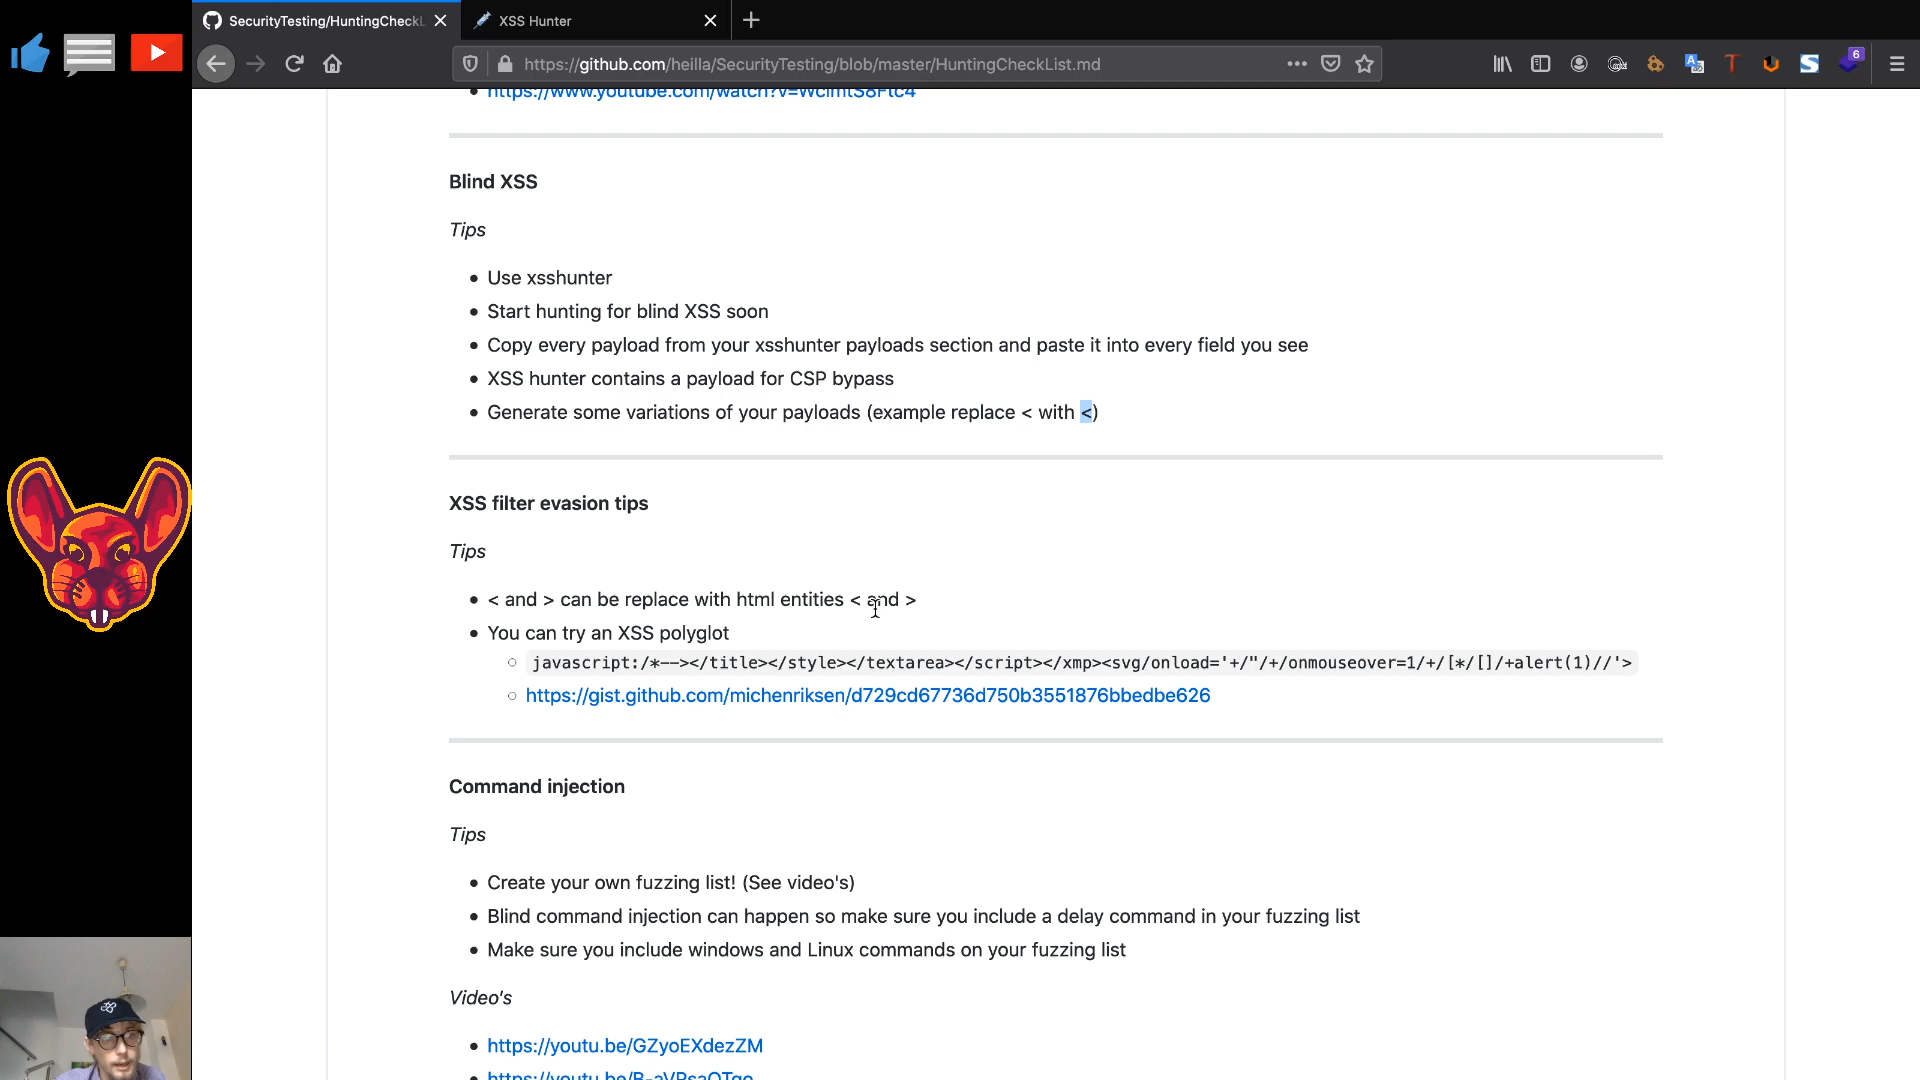 SecurityTesting/HuntingCheckL
XSS Hunter
https://github.com/heilla/SecurityTesting/blob/master/HuntingCheckList.md
6
Blind XSS
Tips
Use xsshunter
Start hunting for blind XSS soon
Copy every payload from your xsshunter payloads section and paste it into every field you see
XSS hunter contains a payload for CSP bypass
Generate some variations of your payloads (example replace < with <)
XSS filter evasion tips
Tips
< and > can be replace with html entities < and >
You can try an XSS polyglot
javascript:/*--></title></style></textarea></script></xmp><svg/onload='+/"/+/onmouseover=1/+/[*/[]/+alert(1)//'>
https://gist.github.com/michenriksen/d729cd67736d750b3551876bbedbe626
Command injection
Tips
Create your own fuzzing list! (See video's)
Blind command injection can happen so make sure you include a delay command in your fuzzing list
Make sure you include windows and Linux commands on your fuzzing list
Video's
https://youtu.be/GZyoEXdezZM